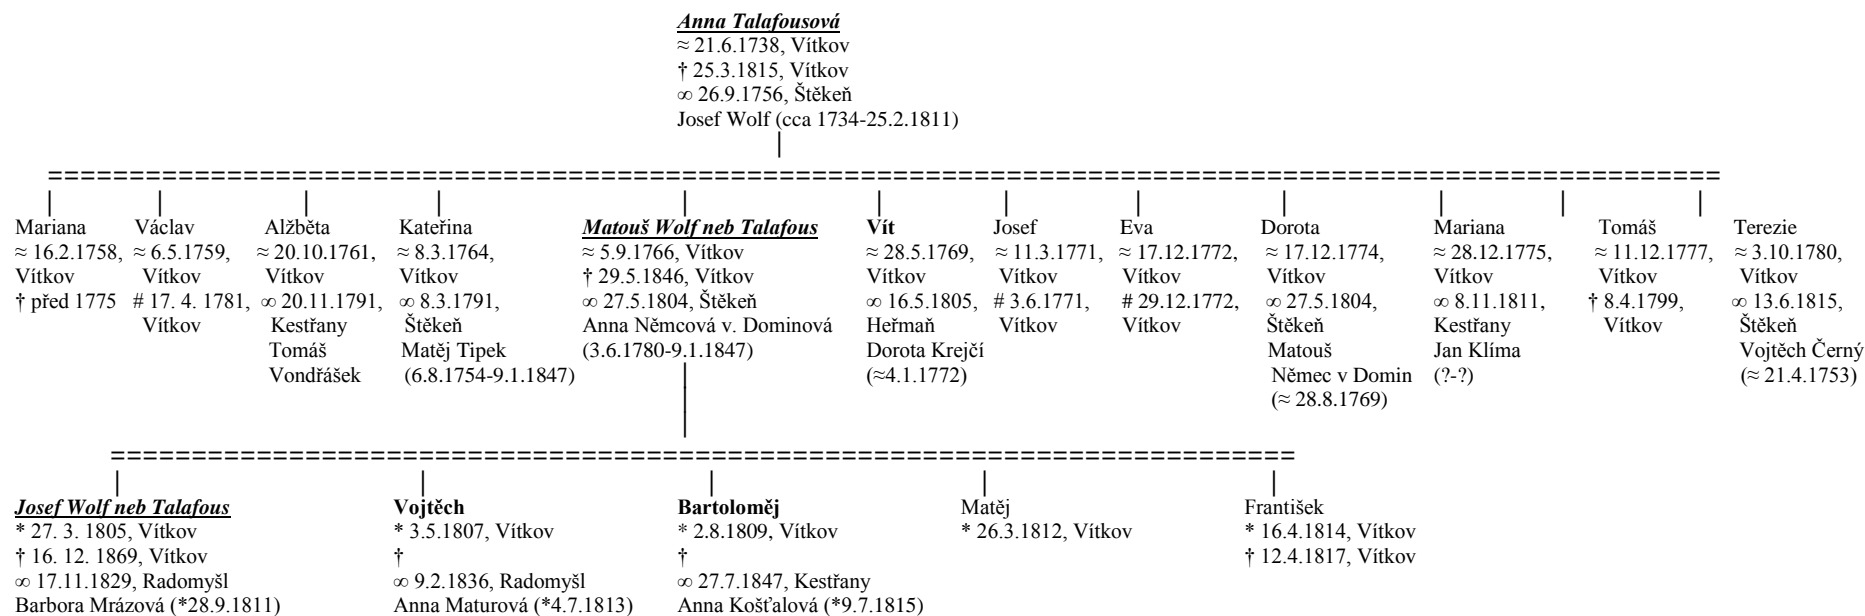 Anna Talafousová
≈ 21.6.1738, Vítkov
† 25.3.1815, Vítkov
∞ 26.9.1756, Štěkeň
Josef Wolf (cca 1734-25.2.1811)
Mariana
≈ 16.2.1758,
Vítkov
† před 1775
Václav
≈ 6.5.1759,
Vítkov
# 17. 4. 1781,
Vítkov
Alžběta
≈ 20.10.1761,
Vítkov
∞ 20.11.1791,
Kestřany
Tomáš
Vondřášek
Kateřina
≈ 8.3.1764,
Vítkov
∞ 8.3.1791,
Štěkeň
Matěj Tipek
(6.8.1754-9.1.1847)
Matouš Wolf neb Talafous
≈ 5.9.1766, Vítkov
† 29.5.1846, Vítkov
∞ 27.5.1804, Štěkeň
Anna Němcová v. Dominová
(3.6.1780-9.1.1847)
Vít
≈ 28.5.1769,
Vítkov
∞ 16.5.1805,
Heřmaň
Dorota Krejčí
(≈4.1.1772)
Josef
≈ 11.3.1771,
Vítkov
# 3.6.1771,
Vítkov
Eva
≈ 17.12.1772,
Vítkov
# 29.12.1772,
Vítkov
Dorota
≈ 17.12.1774,
Vítkov
∞ 27.5.1804,
Štěkeň
Matouš
Němec v Domin
(≈ 28.8.1769)
Mariana
≈ 28.12.1775,
Vítkov
∞ 8.11.1811,
Kestřany
Jan Klíma
(?-?)
Tomáš
≈ 11.12.1777,
Vítkov
† 8.4.1799,
Vítkov
Terezie
≈ 3.10.1780,
Vítkov
∞ 13.6.1815,
Štěkeň
Vojtěch Černý
(≈ 21.4.1753)
Josef Wolf neb Talafous
* 27. 3. 1805, Vítkov
† 16. 12. 1869, Vítkov
∞ 17.11.1829, Radomyšl
Barbora Mrázová (*28.9.1811)
Vojtěch
* 3.5.1807, Vítkov
†
∞ 9.2.1836, Radomyšl
Anna Maturová (*4.7.1813)
Bartoloměj
* 2.8.1809, Vítkov
†
∞ 27.7.1847, Kestřany
Anna Košťalová (*9.7.1815)
Matěj
* 26.3.1812, Vítkov
František
* 16.4.1814, Vítkov
† 12.4.1817, Vítkov